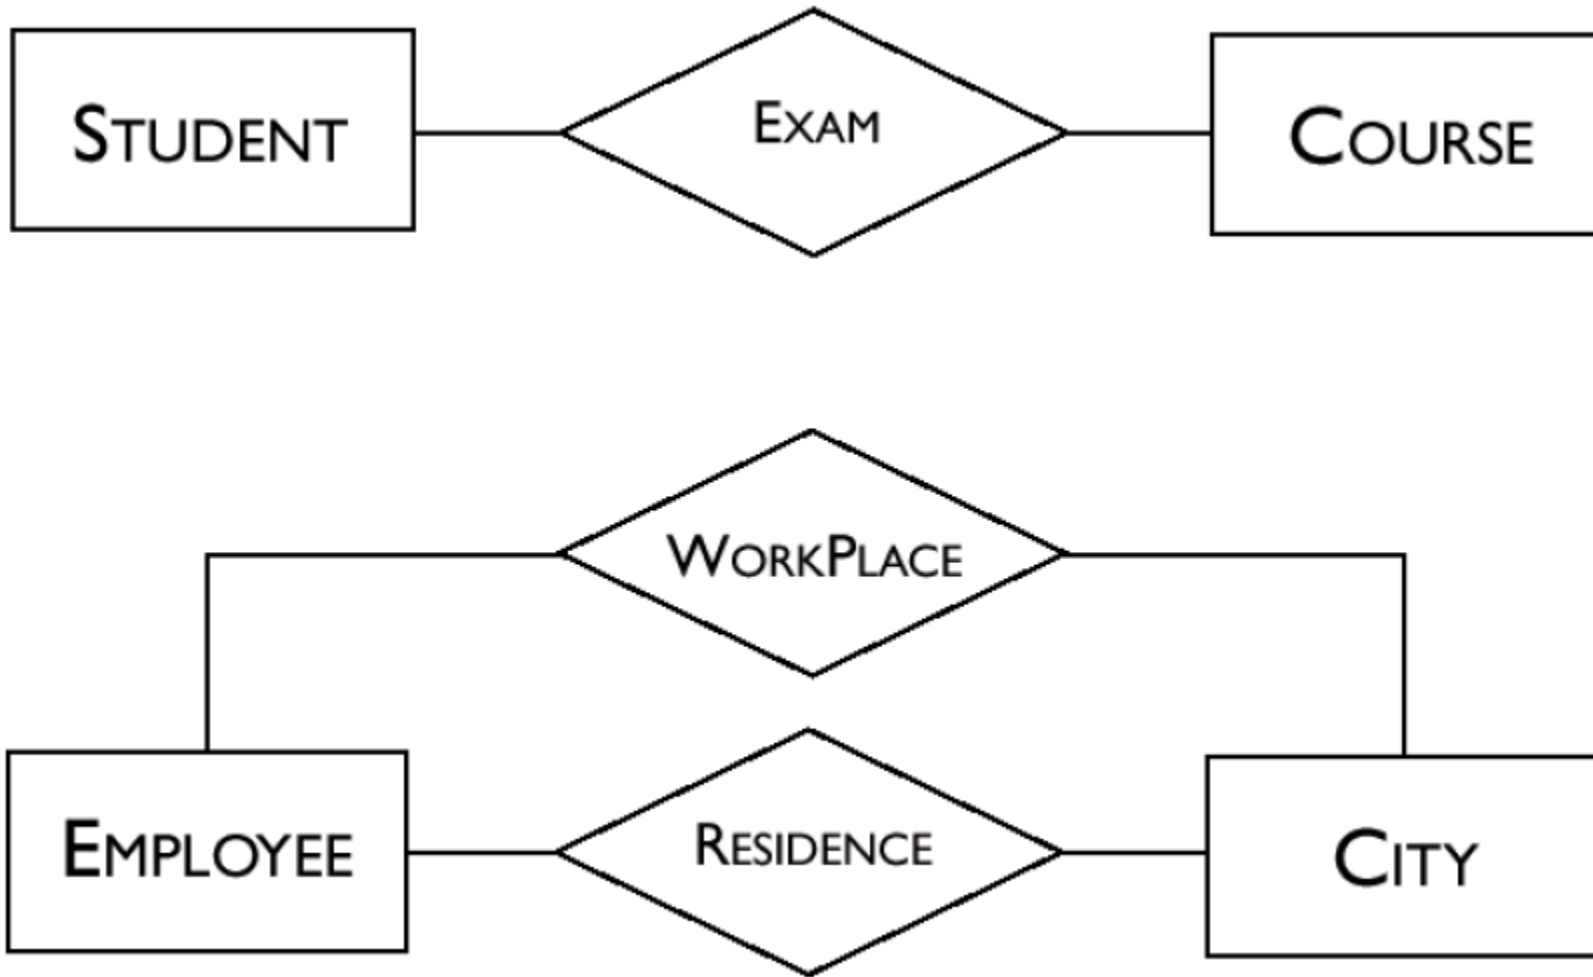 STUDENT
EXAM
COURSE
WORKPLACE
EMPLOYEE
RESIDENCE
CITY